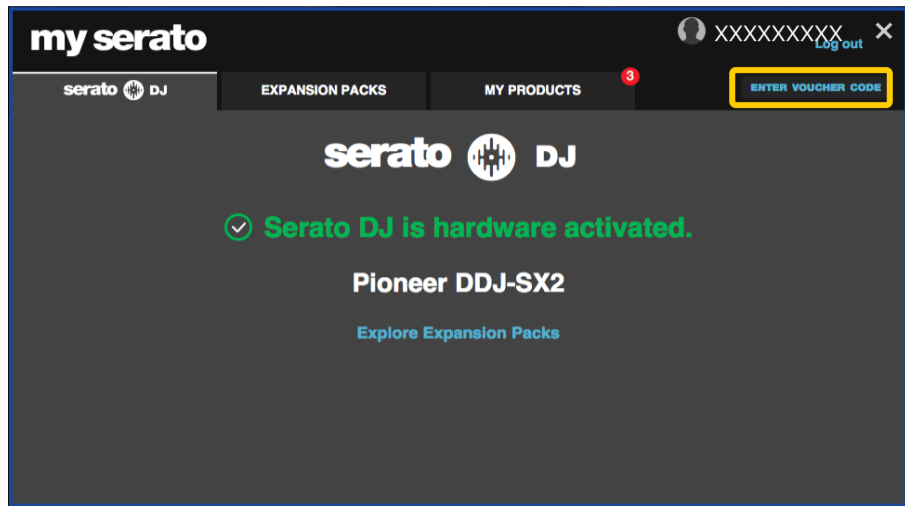 my serato
XXXXXXXXX
Log out
serato DJ
EXPANSION PACKS
MY PRODUCTS
3
ENTER VOUCHER CODE
serato DJ
Serato DJ is hardware activated.
Pioneer DDJ-SX2
Explore Expansion Packs